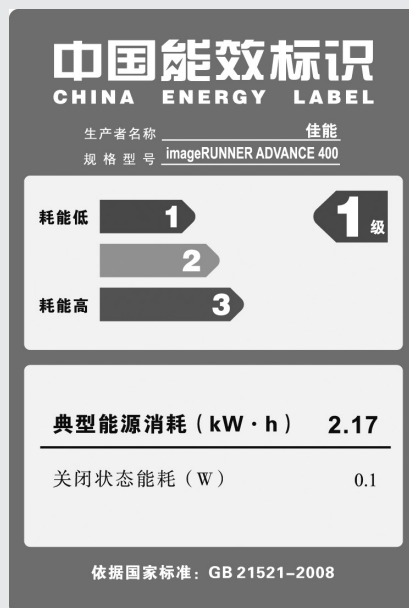 中国能效标识
CHINA ENERGY LABEL
生产者名称 佳能
规格型号 imageRUNNER ADVANCE 400
耗能低 1 1级
2
耗能高 3
典型能源消耗（kW·h） 2.17
关闭状态能耗（W） 0.1
依据国家标准：GB 21521–2008